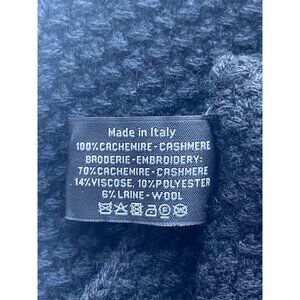 Made in Italy
100%CACHEMIRE-CASHMERE
BRODERIE-EMBROIDERY:
70%CACHEMIRE-CASHMERE
14%VISCOSE, 10%POLYESTER
6%LAINE-WOOL